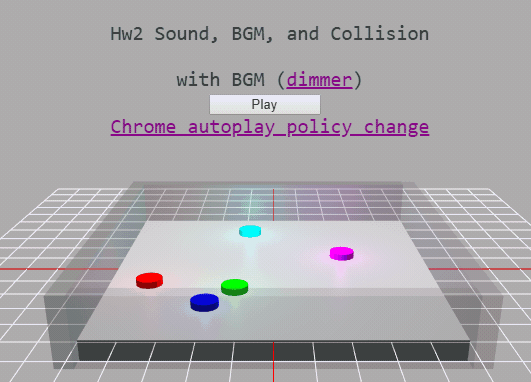 Hw2 Sound, BGM, and Collision
with BGM (dimmer)
Play
Chrome autoplay policy change